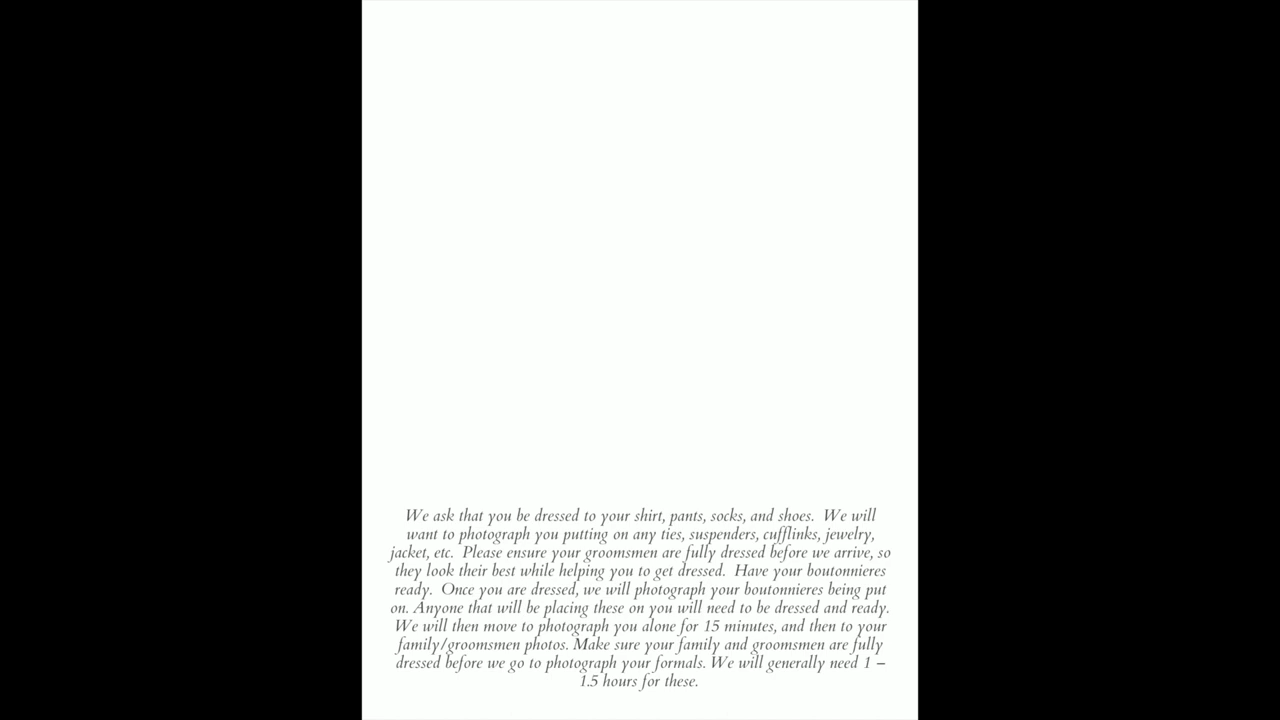 We ask that you be dressed to your shirt, pants, socks, and shoes.  We will
want to photograph you putting on any ties, suspenders, cufflinks, jewelry,
jacket, etc.  Please ensure your groomsmen are fully dressed before we arrive, so
they look their best while helping you to get dressed.  Have your boutonnieres
ready.  Once you are dressed, we will photograph your boutonnieres being put
on. Anyone that will be placing these on you will need to be dressed and ready.
We will then move to photograph you alone for 15 minutes, and then to your
family/groomsmen photos. Make sure your family and groomsmen are fully
dressed before we go to photograph your formals. We will generally need 1 –
1.5 hours for these.